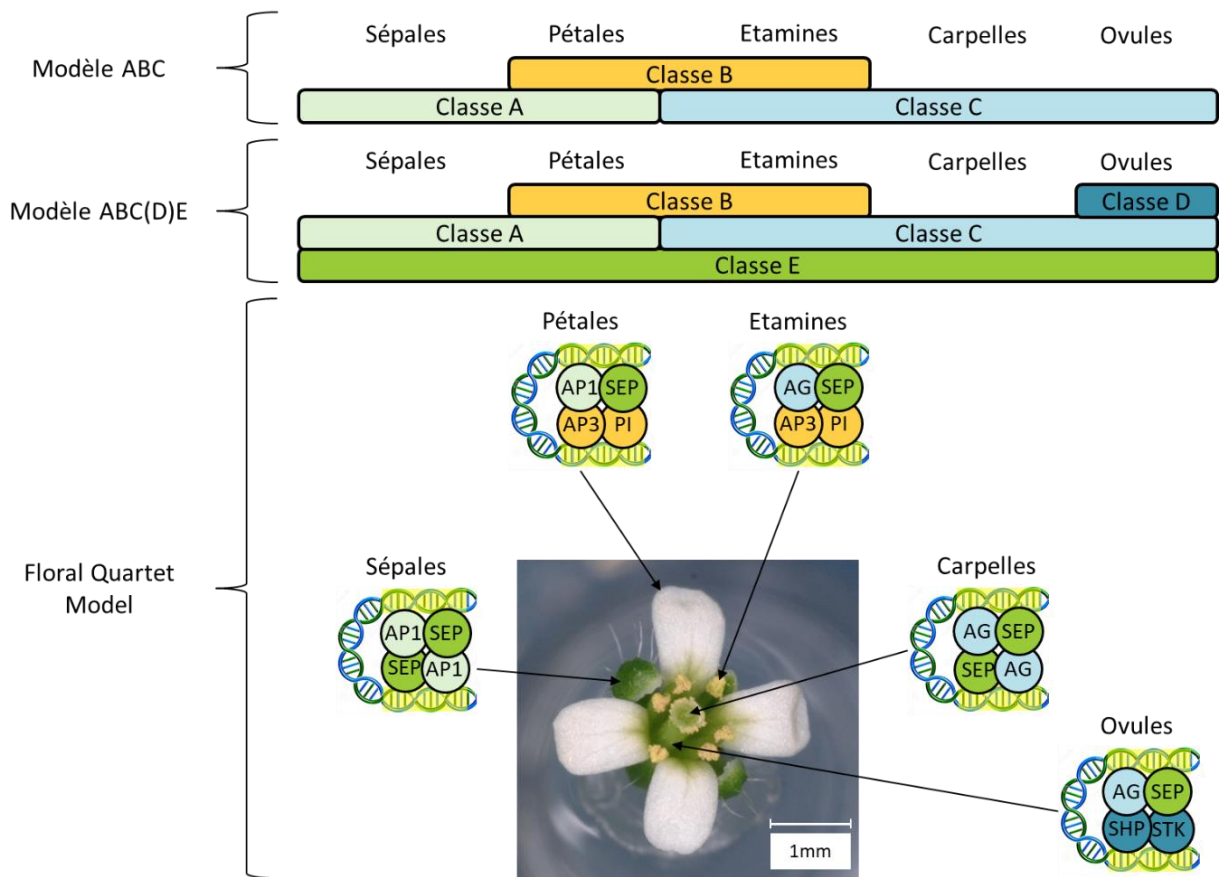 Sépales Pétales Etamines Carpelles Ovules
Modèle ABC
Classe B
Classe A Classe C
Sépales Pétales Etamines Carpelles Ovules
Modèle ABC(D)E
Classe B Classe D
Classe A Classe C
Classe E
Pétales Etamines
AP1 SEP AG SEP
AP3 PI AP3 PI
Floral Quartet
Model
Sépales Carpelles
AP1 SEP AG SEP
SEP AP1 SEP AG
Ovules
AG SEP
SHP STK
1mm